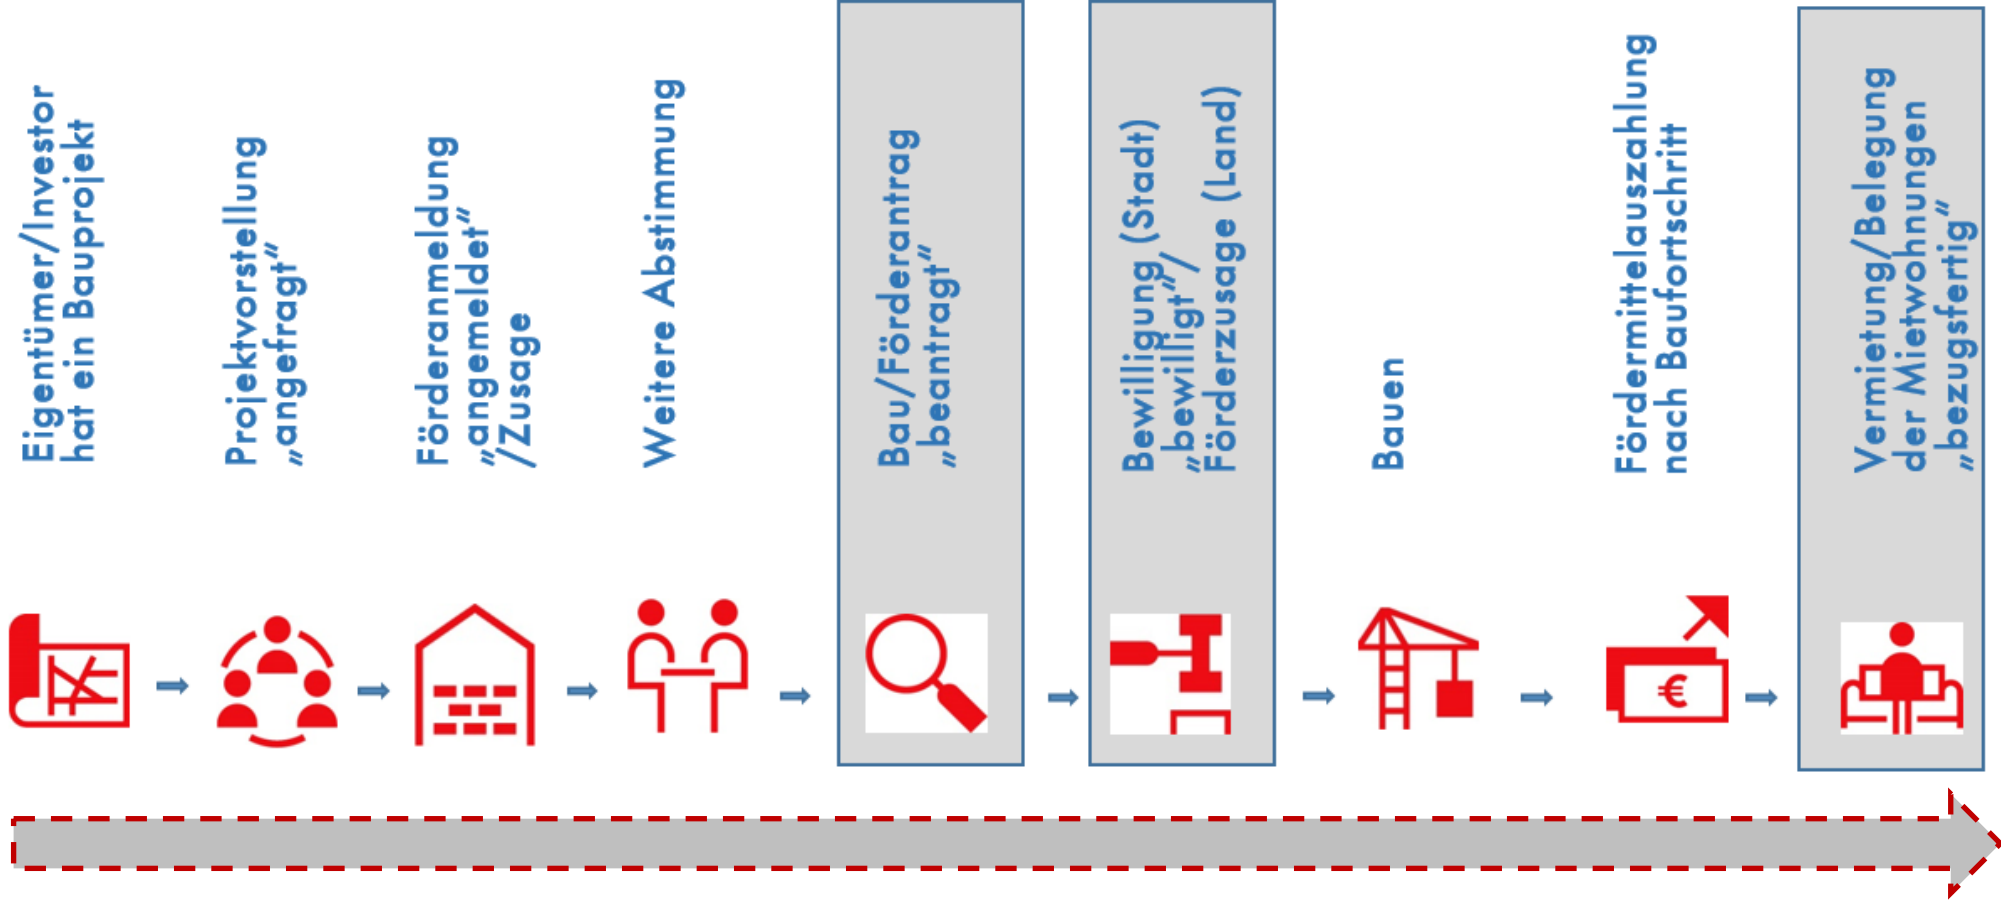 Eigentümer/Investor
hat ein Bauprojekt
Projektvorstellung
„angefragt“
Förderanmeldung
„angemeldet“
/Zusage
Weitere Abstimmung
Bau/Förderantrag
„beantragt“
Bewilligung (Stadt)
„bewilligt“/
Förderzusage (Land)
Bauen
Fördermittelauszahlung
nach Baufortschritt
€
Vermietung/Belegung
der Mietwohnungen
„bezugsfertig“